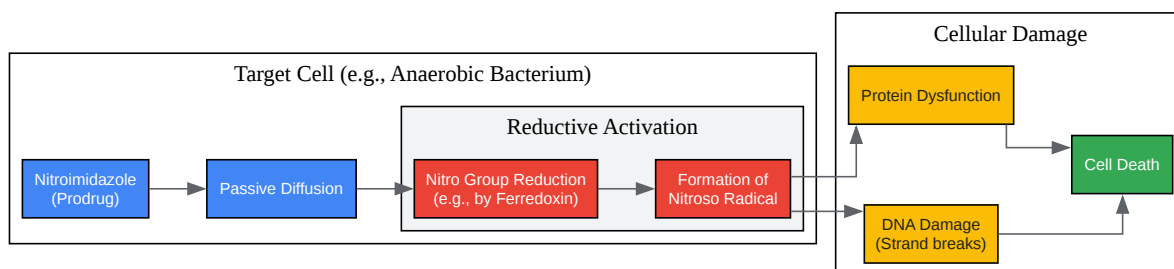 Cellular Damage
Target Cell (e.g., Anaerobic Bacterium)
Protein Dysfunction
Reductive Activation
Nitroimidazole
(Prodrug)
Passive Diffusion
Nitro Group Reduction
(e.g., by Ferredoxin)
Formation of
Nitroso Radical
Cell Death
DNA Damage
(Strand breaks)